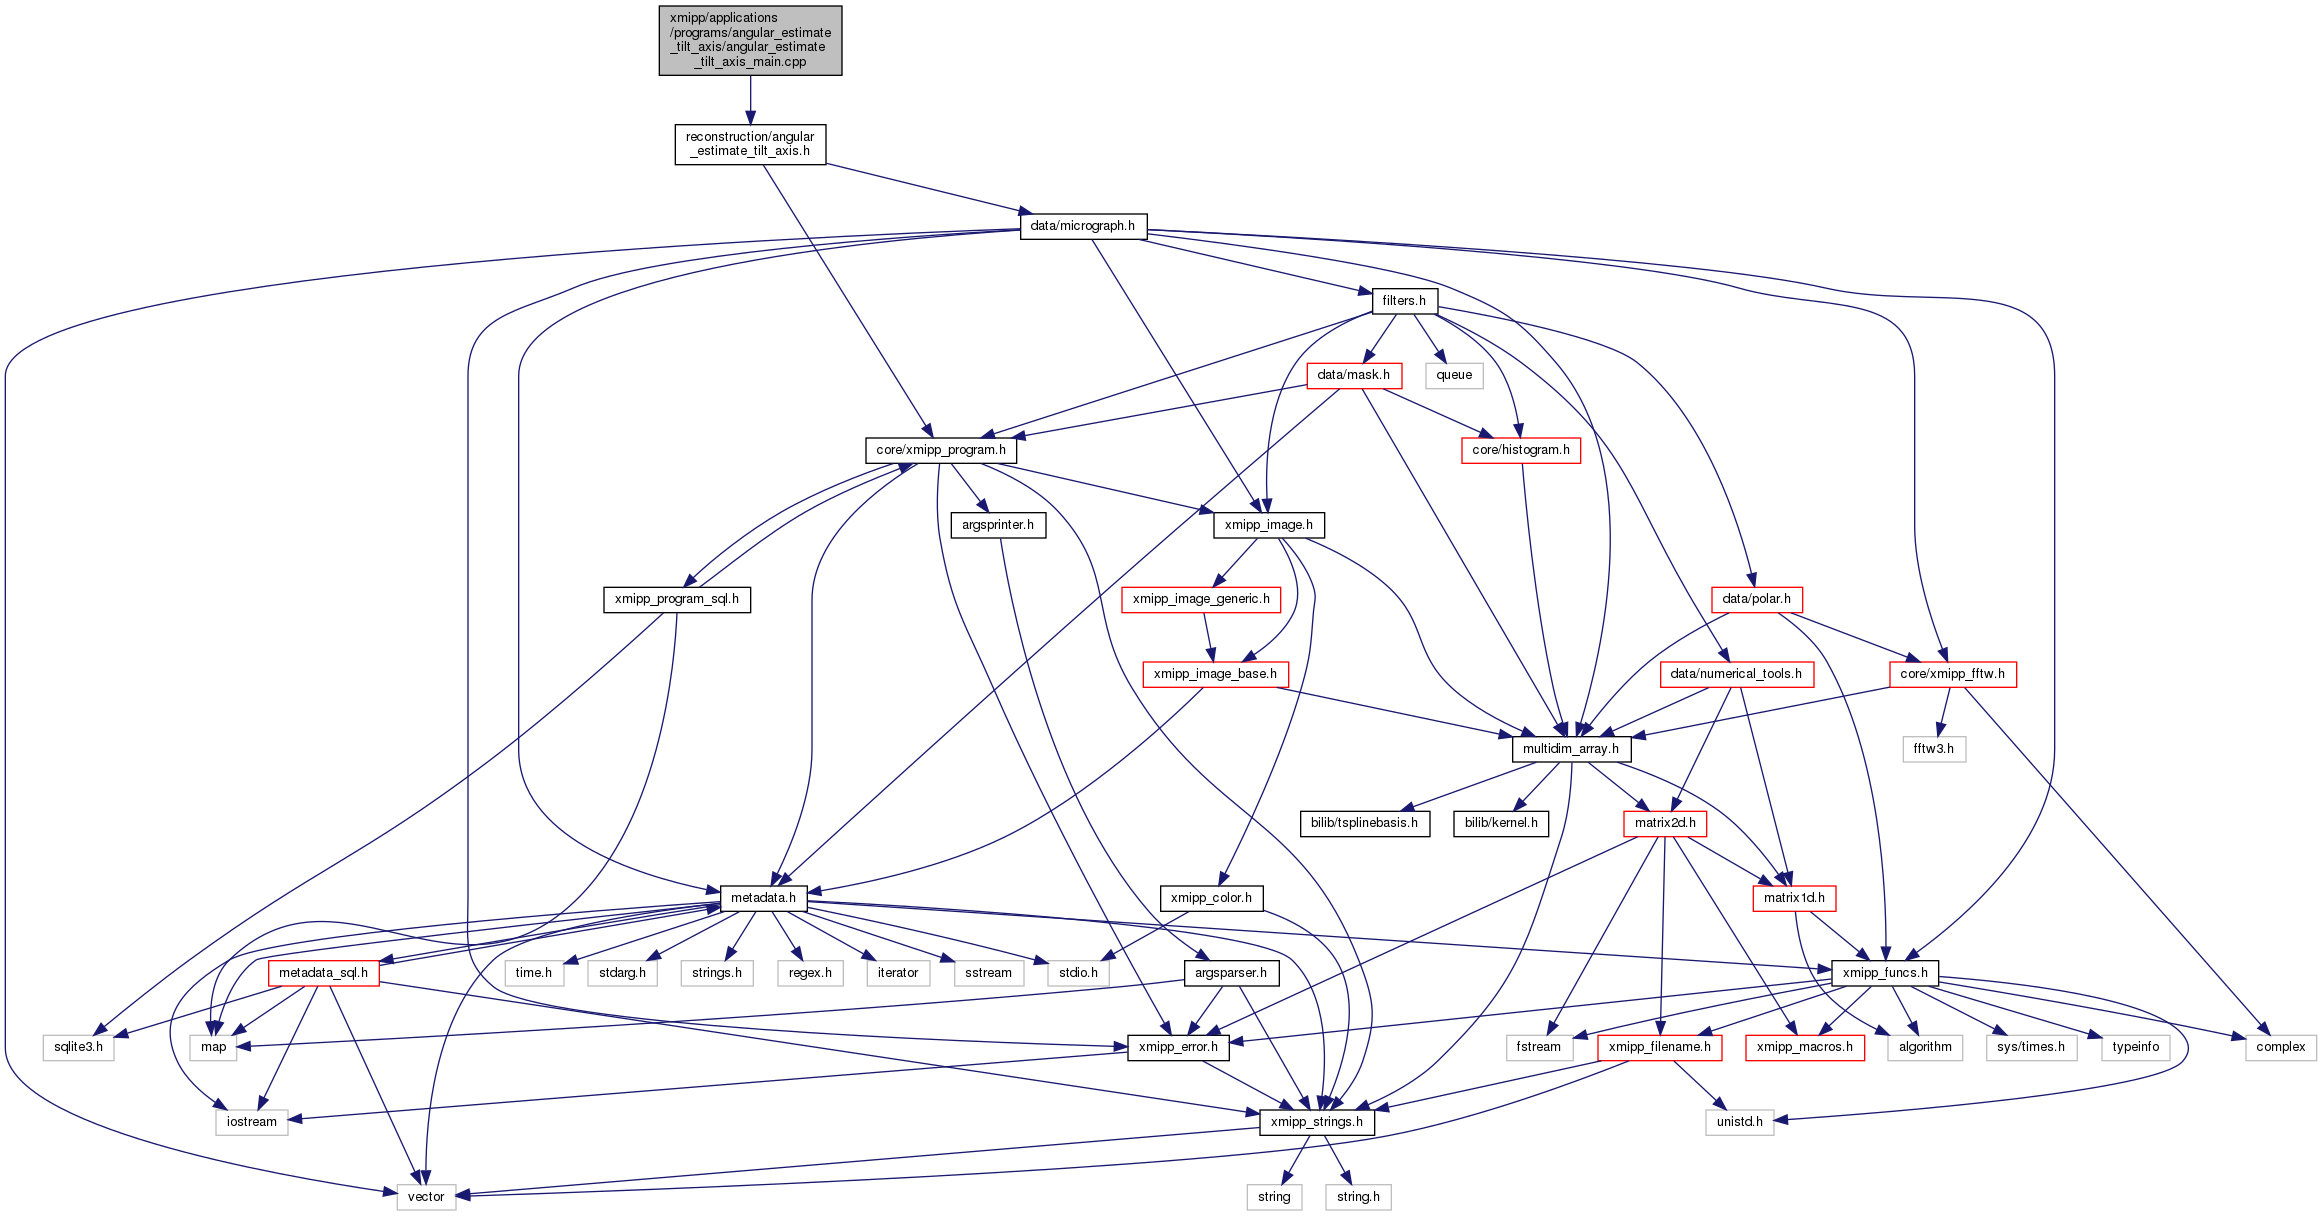 xmipp/applications
/programs/angular_estimate
_tilt_axis/angular_estimate
_tilt_axis_main.cpp
reconstruction/angular
_estimate_tilt_axis.h
data/micrograph.h
filters.h
data/mask.h
queue
core/xmipp_program.h
core/histogram.h
argsprinter.h
xmipp_image.h
xmipp_program_sql.h
xmipp_image_generic.h
data/polar.h
xmipp_image_base.h
data/numerical_tools.h
core/xmipp_fftw.h
multidim_array.h
fftw3.h
bilib/tsplinebasis.h
bilib/kernel.h
matrix2d.h
metadata.h
xmipp_color.h
matrix1d.h
metadata_sql.h
time.h
stdarg.h
strings.h
regex.h
iterator
sstream
stdio.h
argsparser.h
xmipp_funcs.h
sqlite3.h
map
xmipp_error.h
fstream
xmipp_filename.h
xmipp_macros.h
algorithm
sys/times.h
typeinfo
complex
iostream
xmipp_strings.h
unistd.h
vector
string
string.h